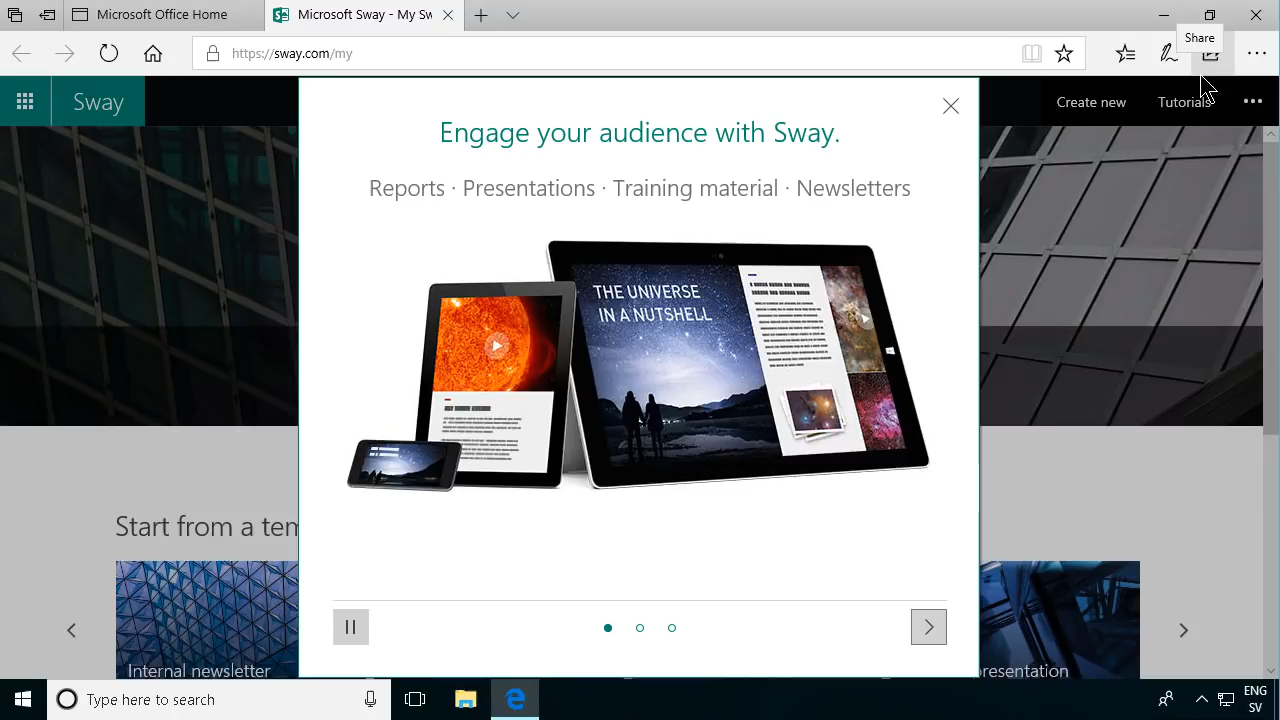 Microsoft Office Home
Microsoft Sway - My Sw
Share
https://sway.com/my
Sway
Create new
Tutorials
Engage your audience with Sway.
Reports · Presentations · Training material · Newsletters
THE UNIVERSE
IN A NUTSHELL
Start from a tem
Internal newsletter
presentation
Type here to search
ENG
SV